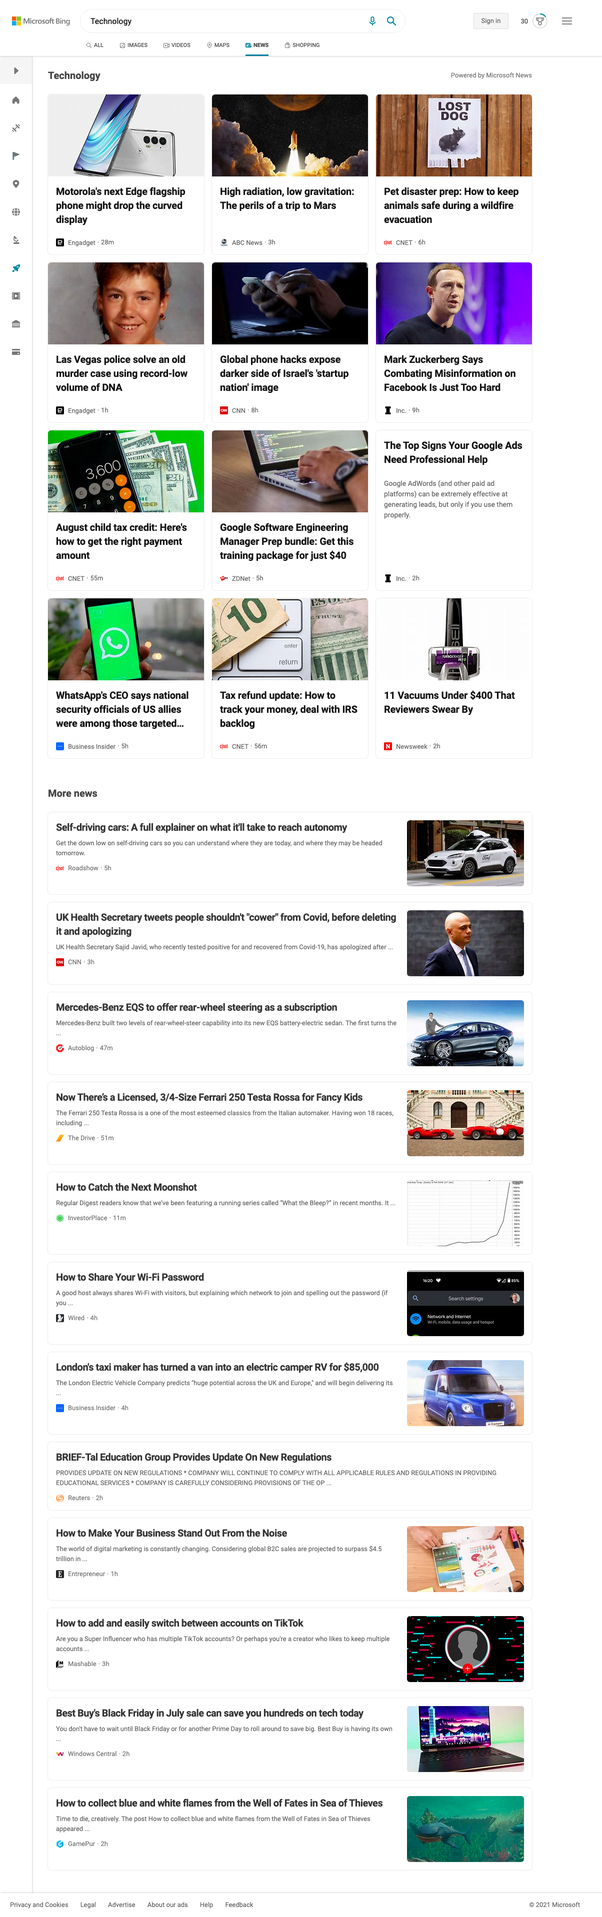 Microsoft Bing
Technology
Sign in
30
ALL
IMAGES
VIDEOS
MAPS
NEWS
SHOPPING
Technology
Powered by Microsoft News
LOST
DOG
Motorola's next Edge flagship
phone might drop the curved
display
Engadget · 28m
High radiation, low gravitation:
The perils of a trip to Mars
ABC News · 3h
Pet disaster prep: How to keep
animals safe during a wildfire
evacuation
CNET · 6h
Las Vegas police solve an old
murder case using record-low
volume of DNA
Engadget · 1h
Global phone hacks expose
darker side of Israel's 'startup
nation' image
CNN · 8h
Mark Zuckerberg Says
Combating Misinformation on
Facebook Is Just Too Hard
Inc. · 9h
3,600
August child tax credit: Here's
how to get the right payment
amount
CNET · 55m
Google Software Engineering
Manager Prep bundle: Get this
training package for just $40
ZDNet · 5h
The Top Signs Your Google Ads
Need Professional Help
Google AdWords (and other paid ad
platforms) can be extremely effective at
generating leads, but only if you use them
properly.
Inc. · 2h
WhatsApp's CEO says national
security officials of US allies
were among those targeted...
Business Insider · 5h
10
enter
return
Tax refund update: How to
track your money, deal with IRS
backlog
CNET · 56m
11 Vacuums Under $400 That
Reviewers Swear By
Newsweek · 2h
More news
Self-driving cars: A full explainer on what it'll take to reach autonomy
Get the down low on self-driving cars so you can understand where they are today, and where they may be headed
tomorrow.
Roadshow · 5h
UK Health Secretary tweets people shouldn't "cower" from Covid, before deleting
it and apologizing
UK Health Secretary Sajid Javid, who recently tested positive for and recovered from Covid-19, has apologized after ...
CNN · 3h
Mercedes-Benz EQS to offer rear-wheel steering as a subscription
Mercedes-Benz built two levels of rear-wheel-steer capability into its new EQS battery-electric sedan. The first turns the
...
Autoblog · 47m
Now There's a Licensed, 3/4-Size Ferrari 250 Testa Rossa for Fancy Kids
The Ferrari 250 Testa Rossa is a one of the most esteemed classics from the Italian automaker. Having won 18 races,
including ...
The Drive · 51m
How to Catch the Next Moonshot
Regular Digest readers know that we've been featuring a running series called "What the Bleep?" in recent months. It ...
InvestorPlace · 11m
How to Share Your Wi-Fi Password
A good host always shares Wi-Fi with visitors, but explaining which network to join and spelling out the password (if
you ...
Wired · 4h
16:20
85%
Search settings
Network and Internet
Wi-Fi, mobile, data usage and hotspot
London's taxi maker has turned a van into an electric camper RV for $85,000
The London Electric Vehicle Company predicts "huge potential across the UK and Europe," and will begin delivering its
...
Business Insider · 4h
BRIEF-Tal Education Group Provides Update On New Regulations
PROVIDES UPDATE ON NEW REGULATIONS * COMPANY WILL CONTINUE TO COMPLY WITH ALL APPLICABLE RULES AND REGULATIONS IN PROVIDING
EDUCATIONAL SERVICES * COMPANY IS CAREFULLY CONSIDERING PROVISIONS OF THE OP ...
Reuters · 2h
How to Make Your Business Stand Out From the Noise
The world of digital marketing is constantly changing. Considering global B2C sales are projected to surpass $4.5
trillion in ...
Entrepreneur · 1h
How to add and easily switch between accounts on TikTok
Are you a Super Influencer who has multiple TikTok accounts? Or perhaps you're a creator who likes to keep multiple
accounts ...
Mashable · 3h
Best Buy's Black Friday in July sale can save you hundreds on tech today
You don't have to wait until Black Friday or for another Prime Day to roll around to save big. Best Buy is having its own
...
Windows Central · 2h
How to collect blue and white flames from the Well of Fates in Sea of Thieves
Time to die, creatively. The post How to collect blue and white flames from the Well of Fates in Sea of Thieves
appeared ...
GamePur · 2h
Privacy and Cookies
Legal
Advertise
About our ads
Help
Feedback
© 2021 Microsoft